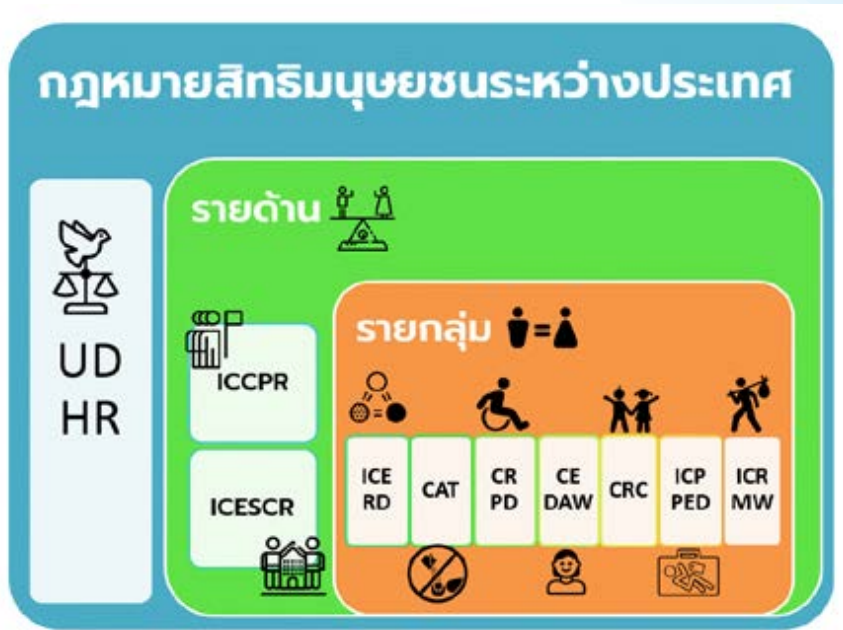 กฎหมายสิทธิมนุษยชนระหว่างประเทศ
UD
HR
รายด้าน
ICCPR
ICESCR
รายกลุ่ม
ICE
RD
CAT
CR
PD
CE
DAW
CRC
ICP
PED
ICR
MW